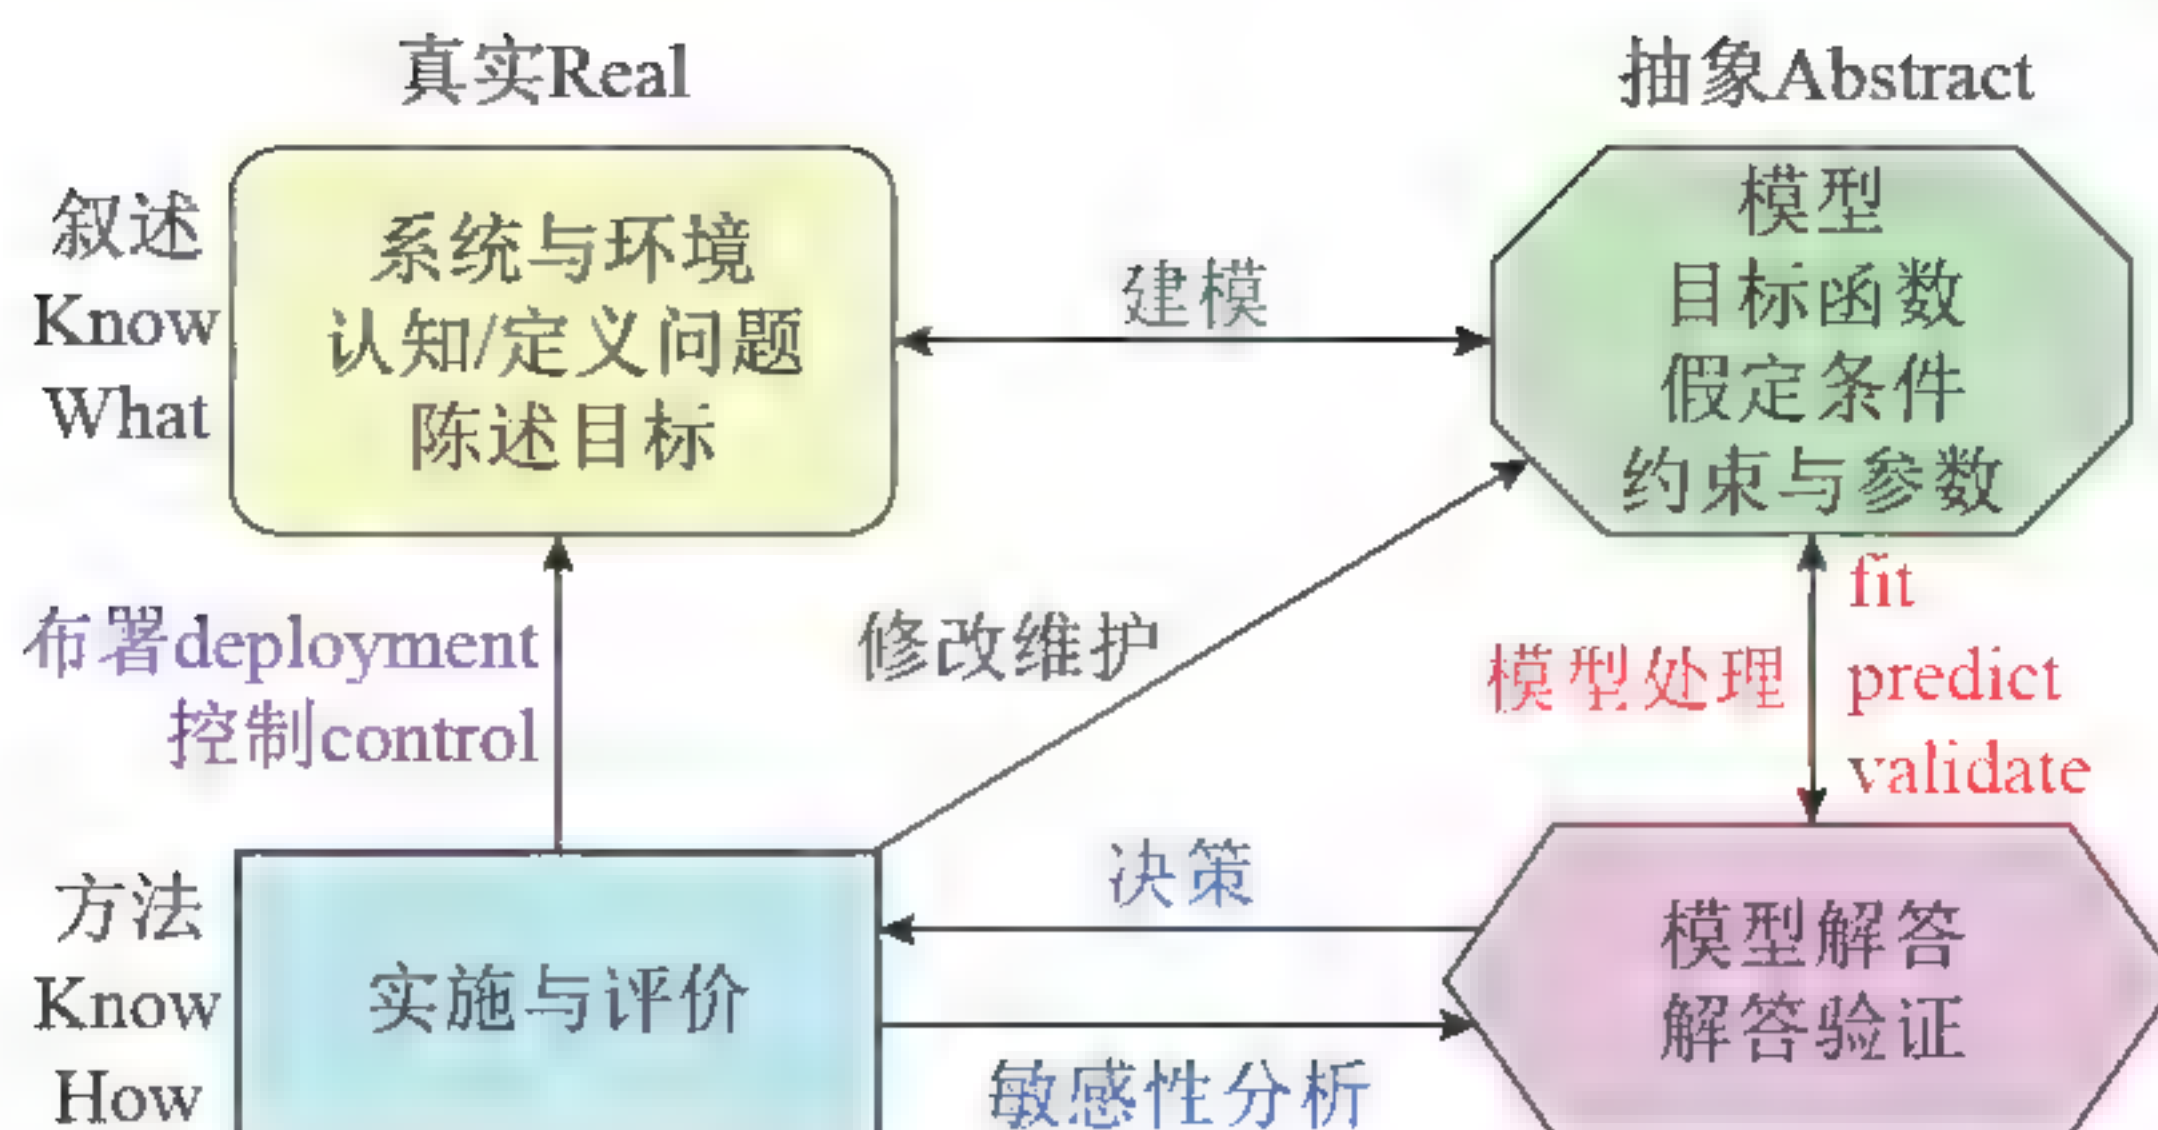 真实Real
抽象Abstract
叙述
Know
What
系统与环境
认知/定义问题
陈述目标
建模
模型
目标函数
假定条件
约束与参数
布署deployment
控制control
修改维护
模型处理
fit
predict
validate
方法
Know
How
实施与评价
决策
敏感性分析
模型解答
解答验证